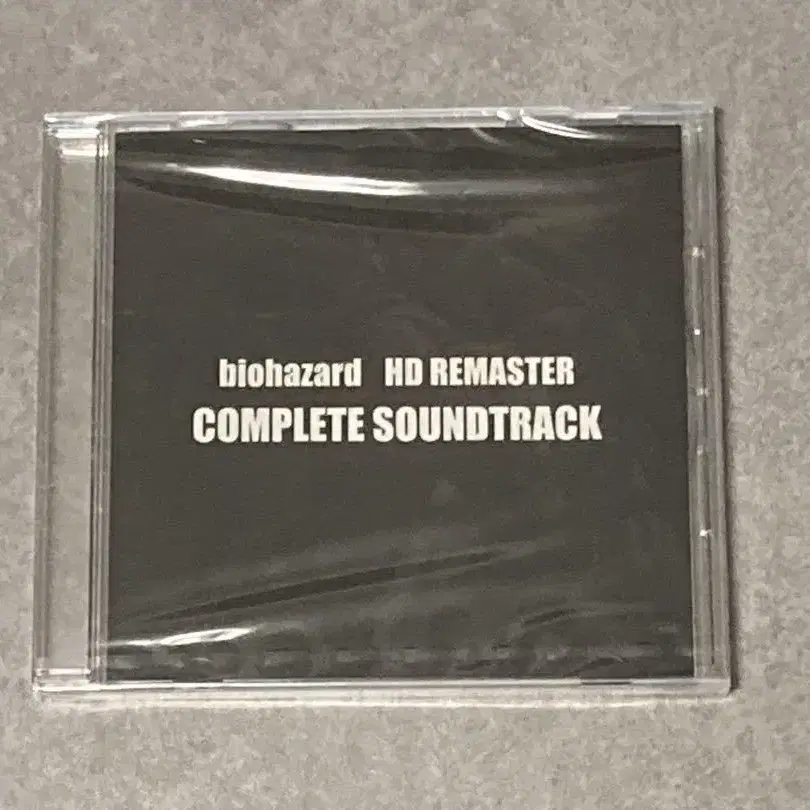 biohazard HD REMASTER
COMPLETE SOUNDTRACK